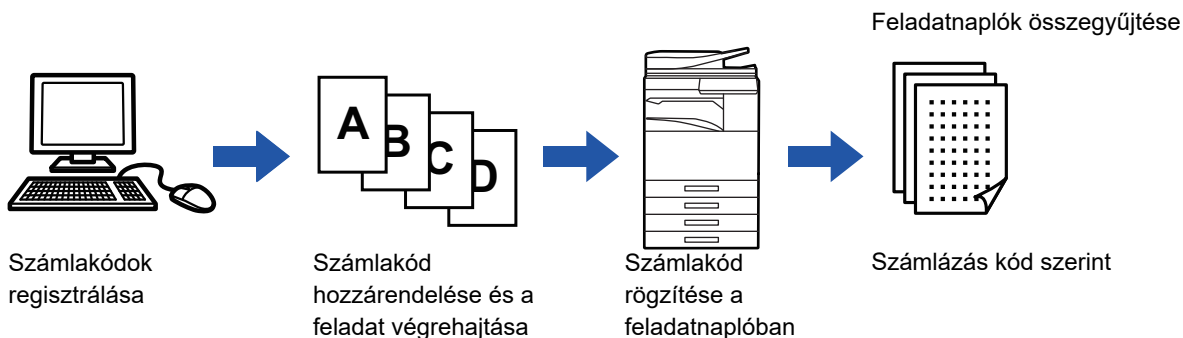 Feladatnaplók összegyűjtése
A
B
C
D
Számlakódok
regisztrálása
Számlakód
hozzárendelése és a
feladat végrehajtása
Számlakód
rögzítése a
feladatnaplóban
Számlázás kód szerint